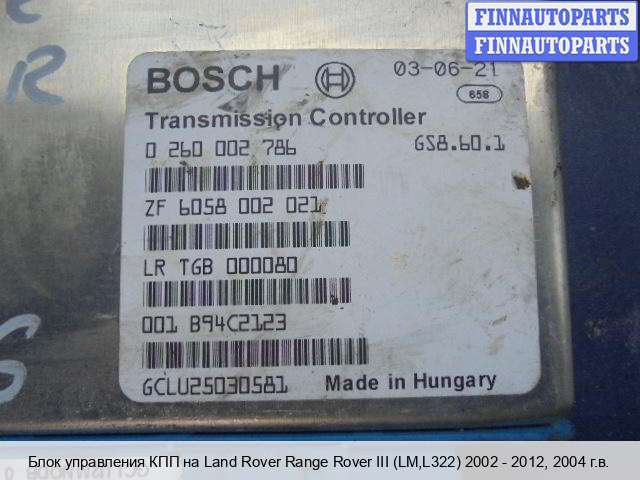 FINNAUTOPARTS
FINNAUTOPARTS
BOSCH 03-06-21
658
Transmission Controller
0 260 002 786 GS8.60.1
ZF 6058 002 021
LR TGB 000080
001 B94C2123
GCLU25030581 Made in Hungary
Блок управления КПП на Land Rover Range Rover III (LM,L322) 2002 - 2012, 2004 г.в.